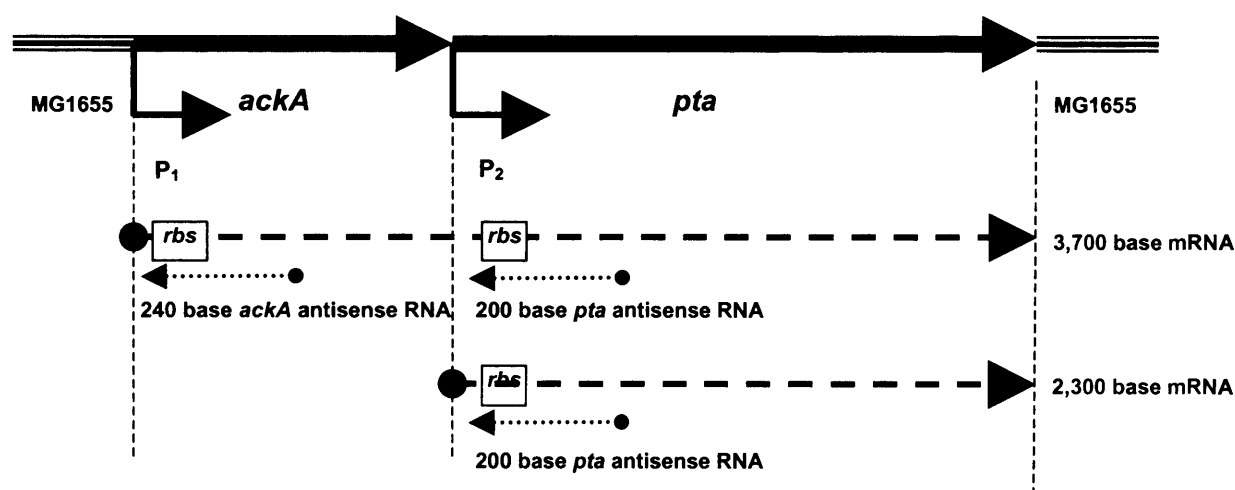 MG1655 ackA pta MG1655
P₁ P₂
rbs rbs 3,700 base mRNA
240 base ackA antisense RNA 200 base pta antisense RNA
rbs 2,300 base mRNA
200 base pta antisense RNA